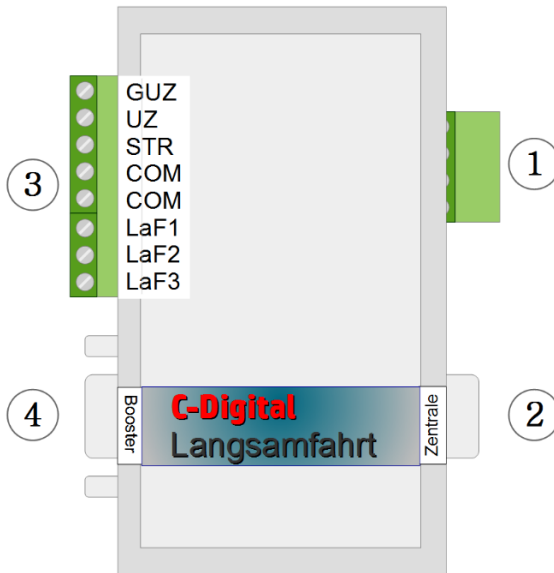 GUZ
UZ
STR
COM
COM
LaF1
LaF2
LaF3
1
3
4
Booster
C-Digital
Langsamfahrt
Zentrale
2